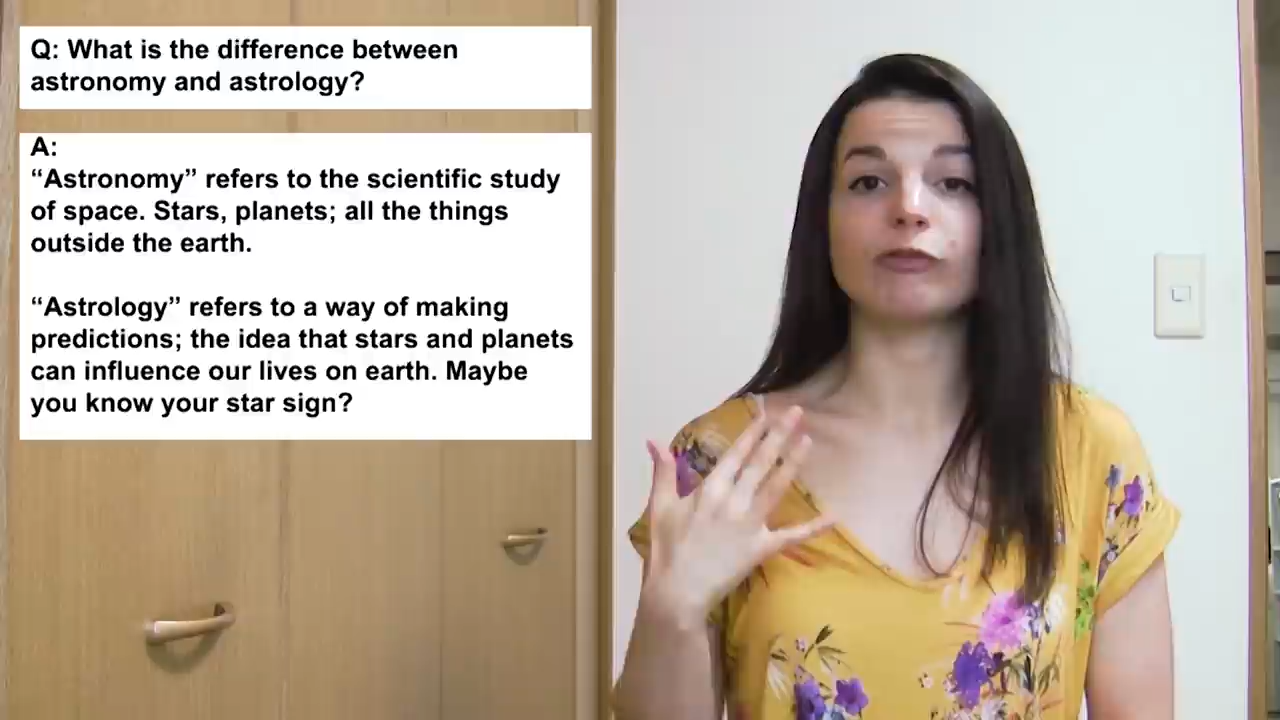 Q: What is the difference between
astronomy and astrology?
A:
“Astronomy” refers to the scientific study
of space. Stars, planets; all the things
outside the earth.
“Astrology” refers to a way of making
predictions; the idea that stars and planets
can influence our lives on earth. Maybe
you know your star sign?